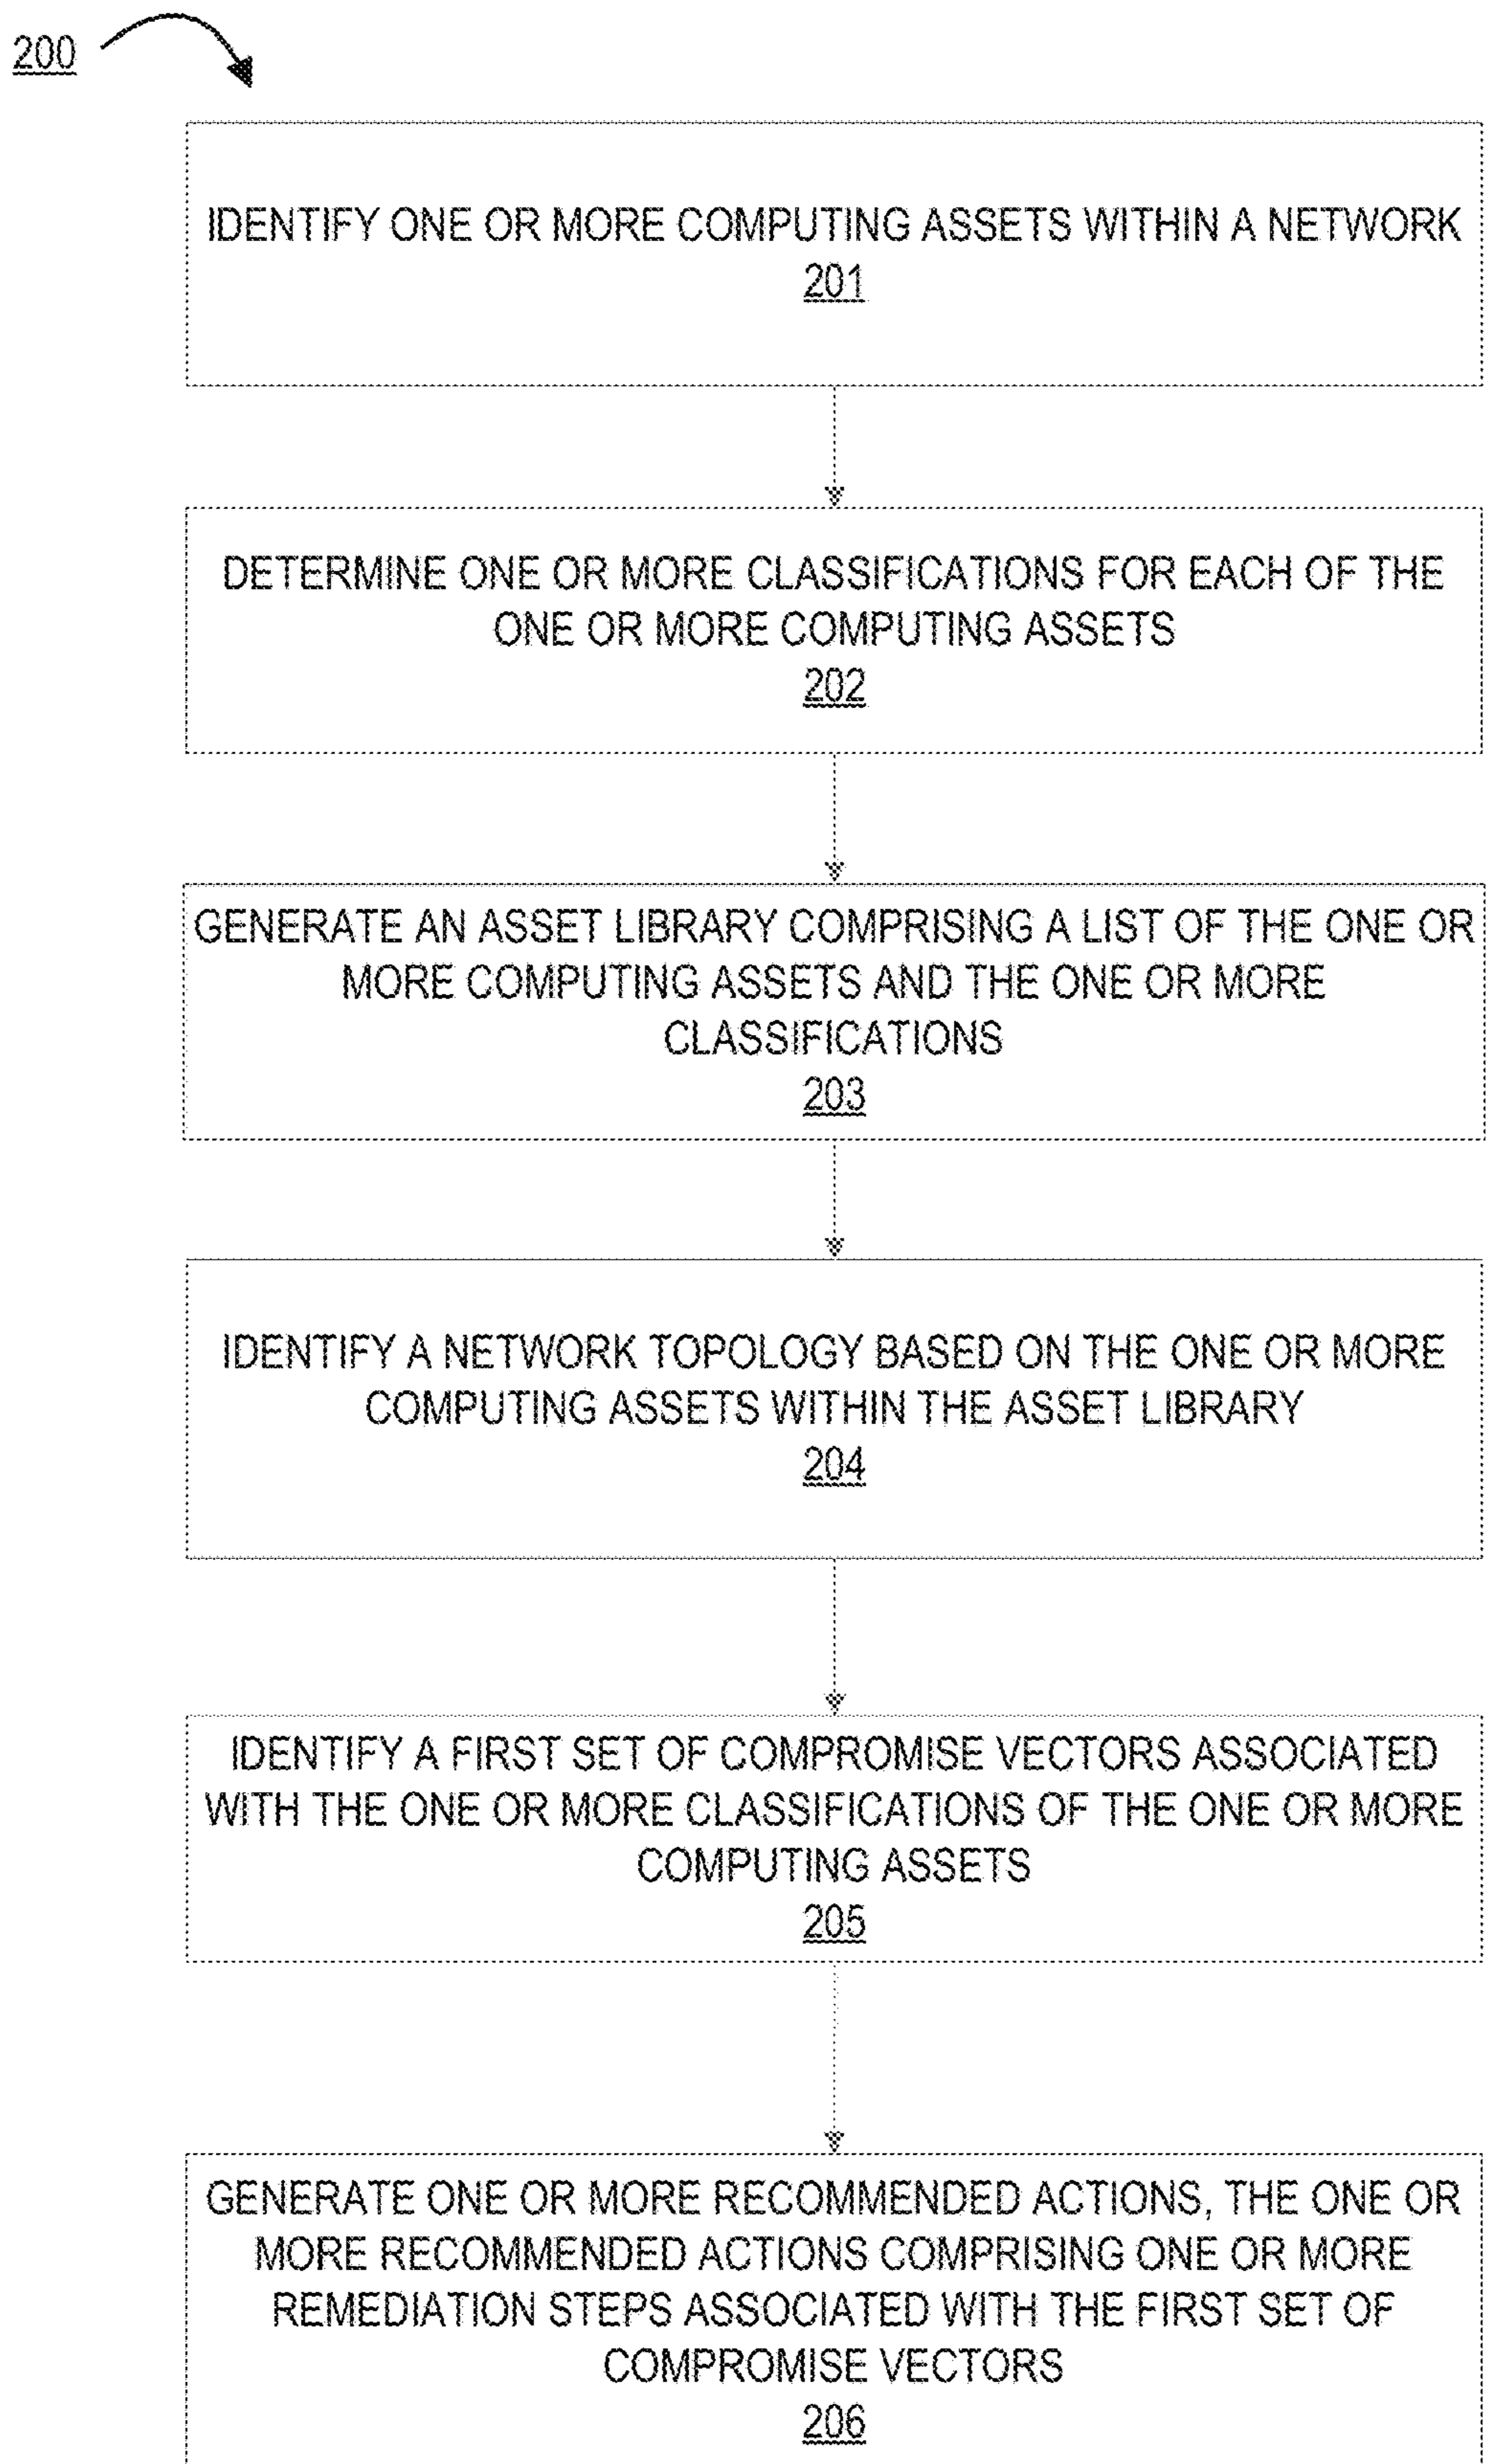 200
IDENTIFY ONE OR MORE COMPUTING ASSETS WITHIN A NETWORK
201
DETERMINE ONE OR MORE CLASSIFICATIONS FOR EACH OF THE
ONE OR MORE COMPUTING ASSETS
202
GENERATE AN ASSET LIBRARY COMPRISING A LIST OF THE ONE OR
MORE COMPUTING ASSETS AND THE ONE OR MORE
CLASSIFICATIONS
203
IDENTIFY A NETWORK TOPOLOGY BASED ON THE ONE OR MORE
COMPUTING ASSETS WITHIN THE ASSET LIBRARY
204
IDENTIFY A FIRST SET OF COMPROMISE VECTORS ASSOCIATED
WITH THE ONE OR MORE CLASSIFICATIONS OF THE ONE OR MORE
COMPUTING ASSETS
205
GENERATE ONE OR MORE RECOMMENDED ACTIONS, THE ONE OR
MORE RECOMMENDED ACTIONS COMPRISING ONE OR MORE
REMEDIATION STEPS ASSOCIATED WITH THE FIRST SET OF
COMPROMISE VECTORS
206